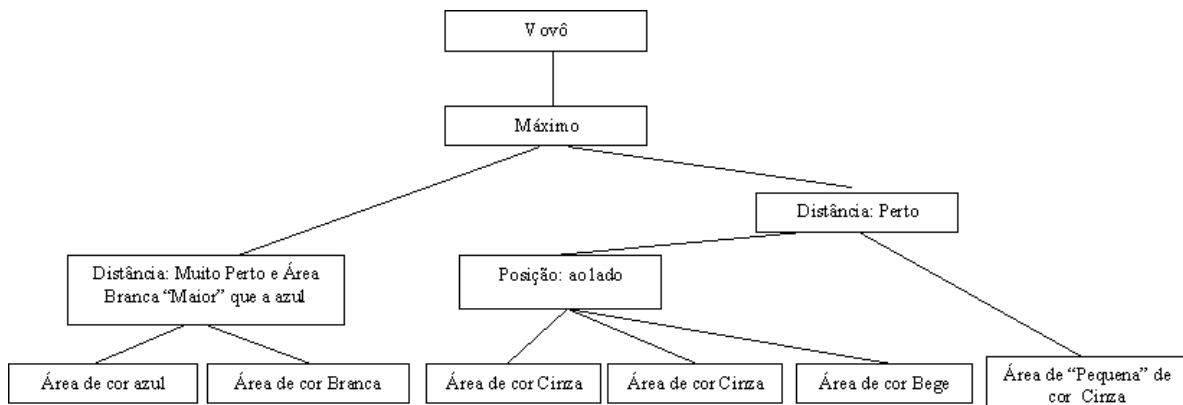 Vovô
Máximo
Distância: Perto
Distância: Muito Perto e Área
Branca “Maior” que a azul
Posição: ao lado
Área de cor azul
Área de cor Branca
Área de cor Cinza
Área de cor Cinza
Área de cor Bege
Área de “Pequena” de
cor Cinza